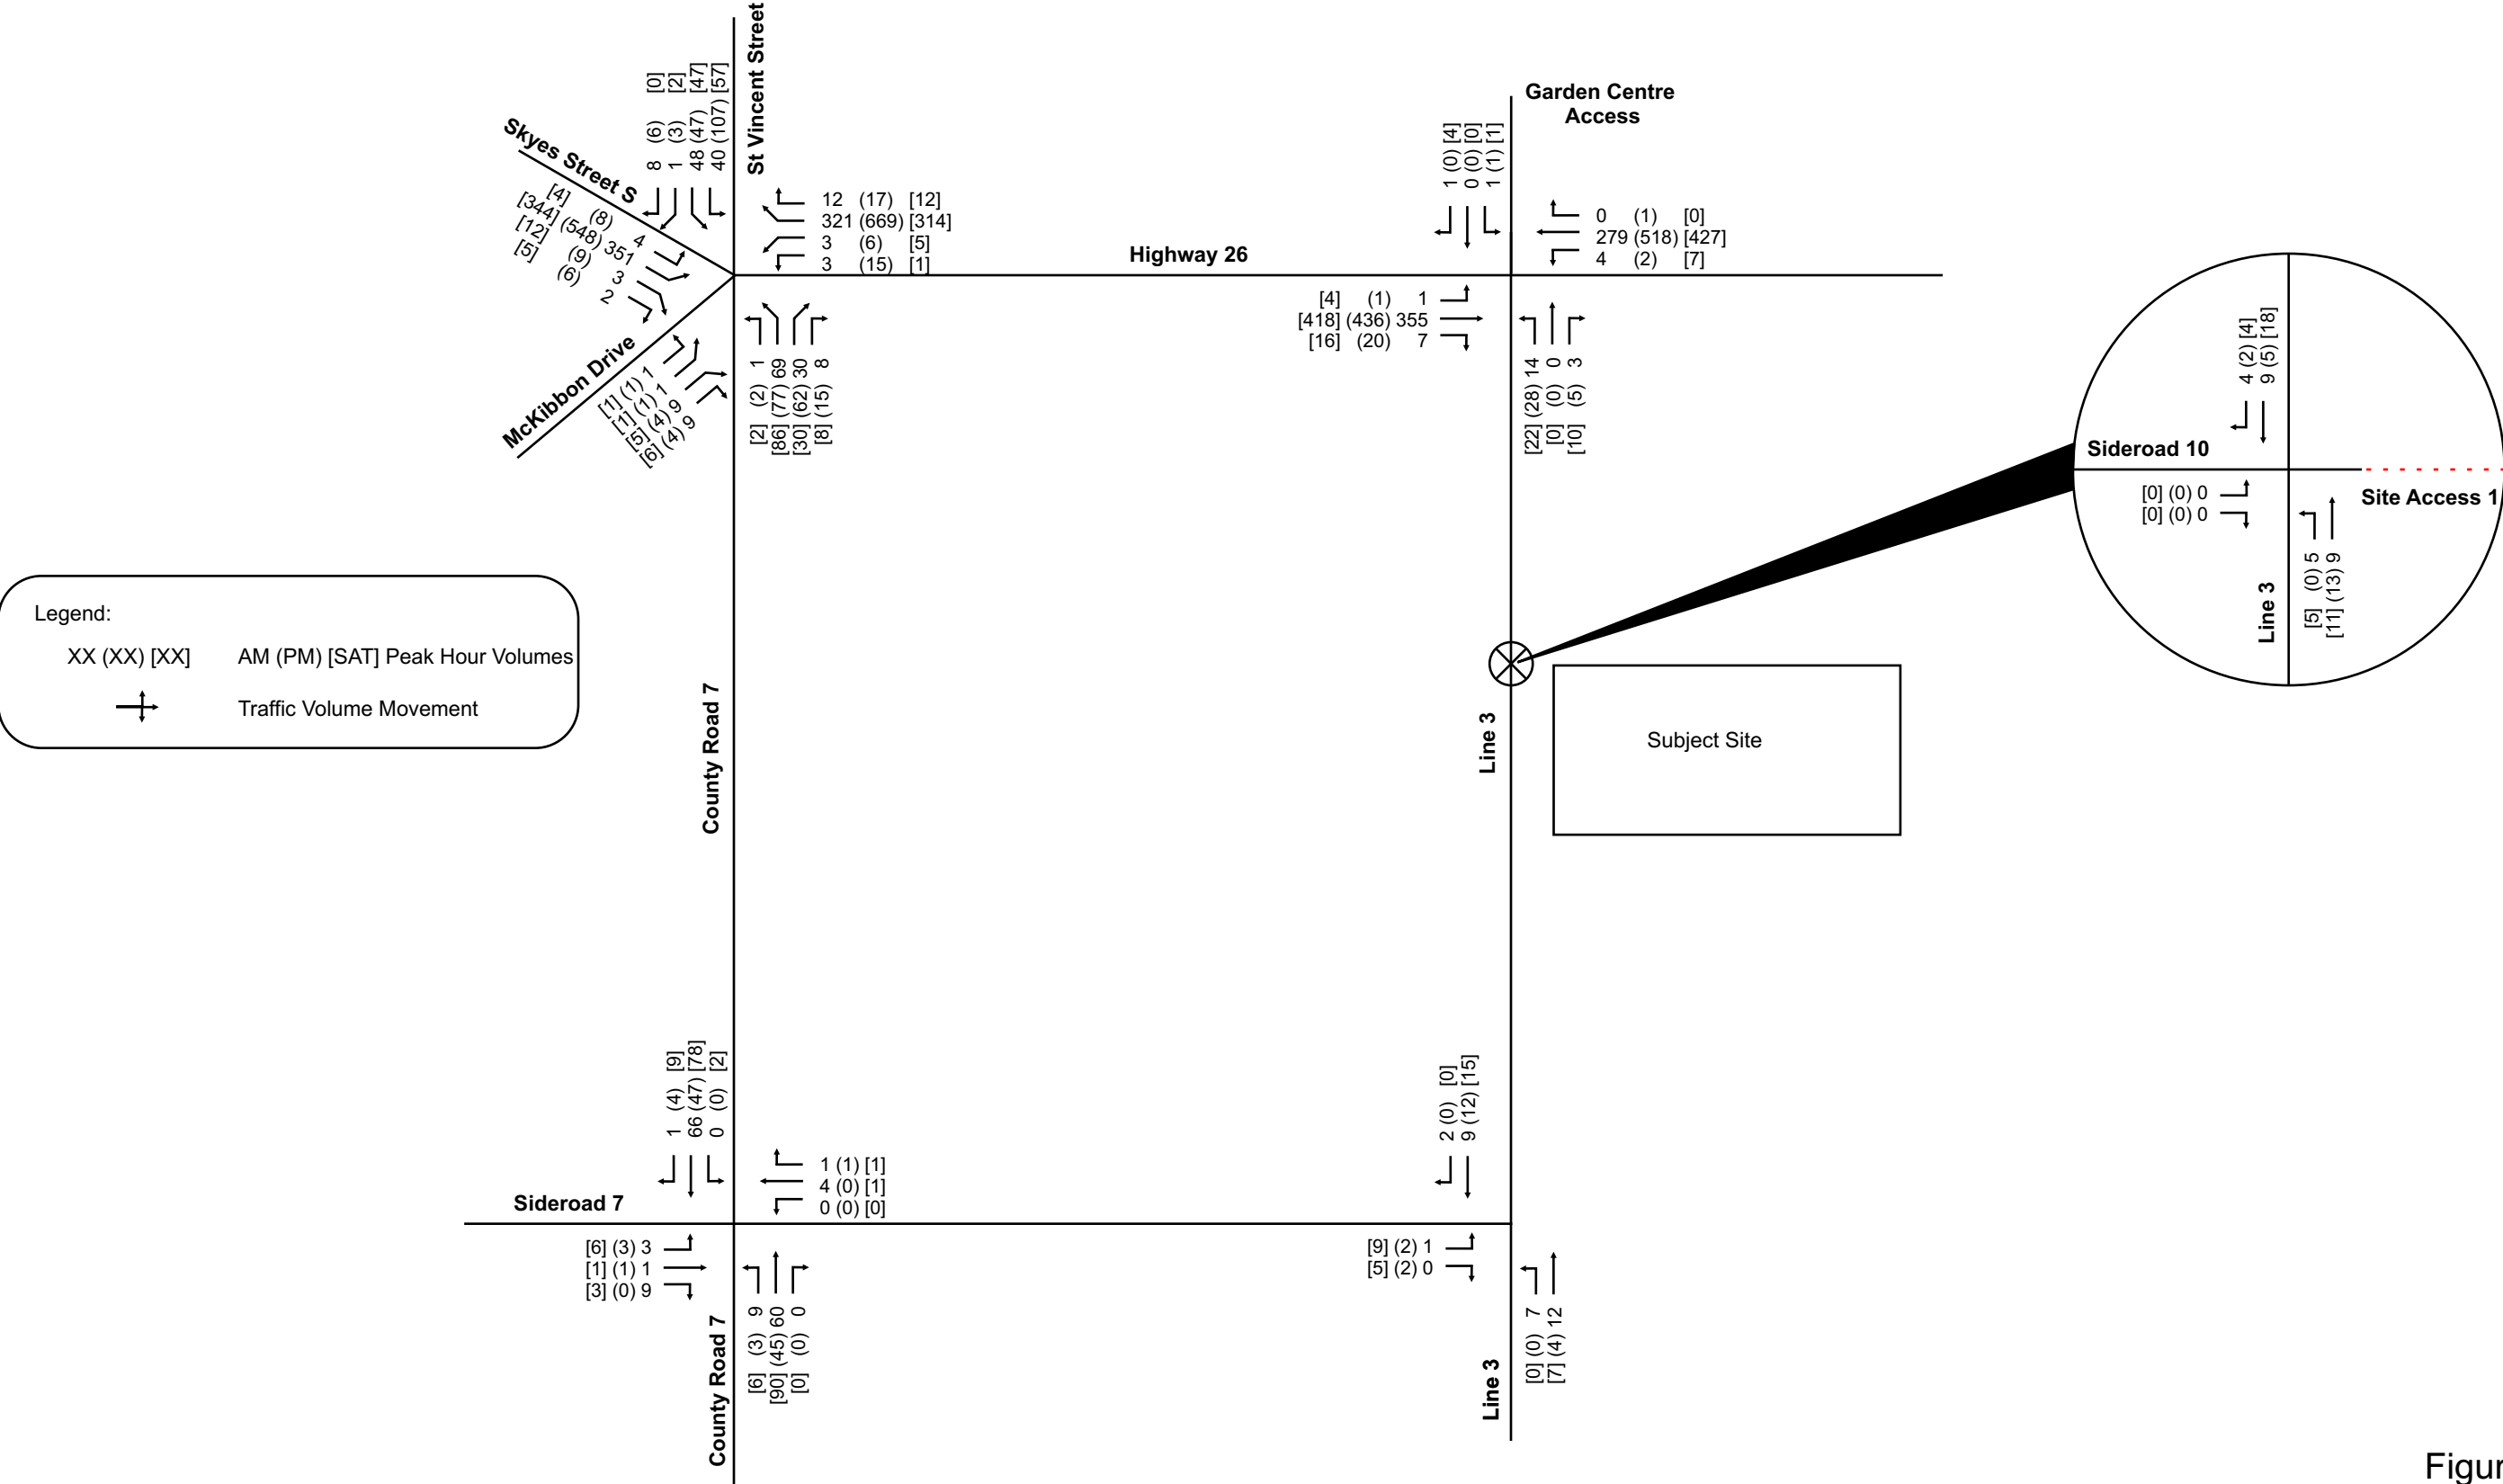 St Vincent Street
8 (6) [0]
1 (3) [2]
48 (47) [47]
40 (107) [57]
Skyes Street S
[4] (8) 4
[344] (548) 351
[12] (9) 3
[5] (6) 2
12 (17) [12]
321 (669) [314]
3 (6) [5]
3 (15) [1]
McKibbon Drive
[1] (1) 1
[1] (1) 1
[5] (4) 9
[6] (4) 9
[2] (2) 1
[86] (77) 69
[30] (62) 30
[8] (15) 8
Highway 26
Garden Centre
Access
1 (0) [4]
0 (0) [0]
1 (1) [1]
0 (1) [0]
279 (518) [427]
4 (2) [7]
[4] (1) 1
[418] (436) 355
[16] (20) 7
[22] (28) 14
[0] (0) 0
[10] (5) 3
4 (2) [4]
9 (5) [18]
Sideroad 10
Site Access 1
[0] (0) 0
[0] (0) 0
Line 3
[5] (0) 5
[11] (13) 9
Legend:
XX (XX) [XX] AM (PM) [SAT] Peak Hour Volumes
Traffic Volume Movement
County Road 7
Line 3
Subject Site
1 (4) [9]
66 (47) [78]
0 (0) [2]
1 (1) [1]
4 (0) [1]
0 (0) [0]
Sideroad 7
[6] (3) 3
[1] (1) 1
[3] (0) 9
County Road 7
[6] (3) 9
[90] (45) 60
[0] (0) 0
2 (0) [0]
9 (12) [15]
[9] (2) 1
[5] (2) 0
Line 3
[0] (0) 7
[7] (4) 12
Figur